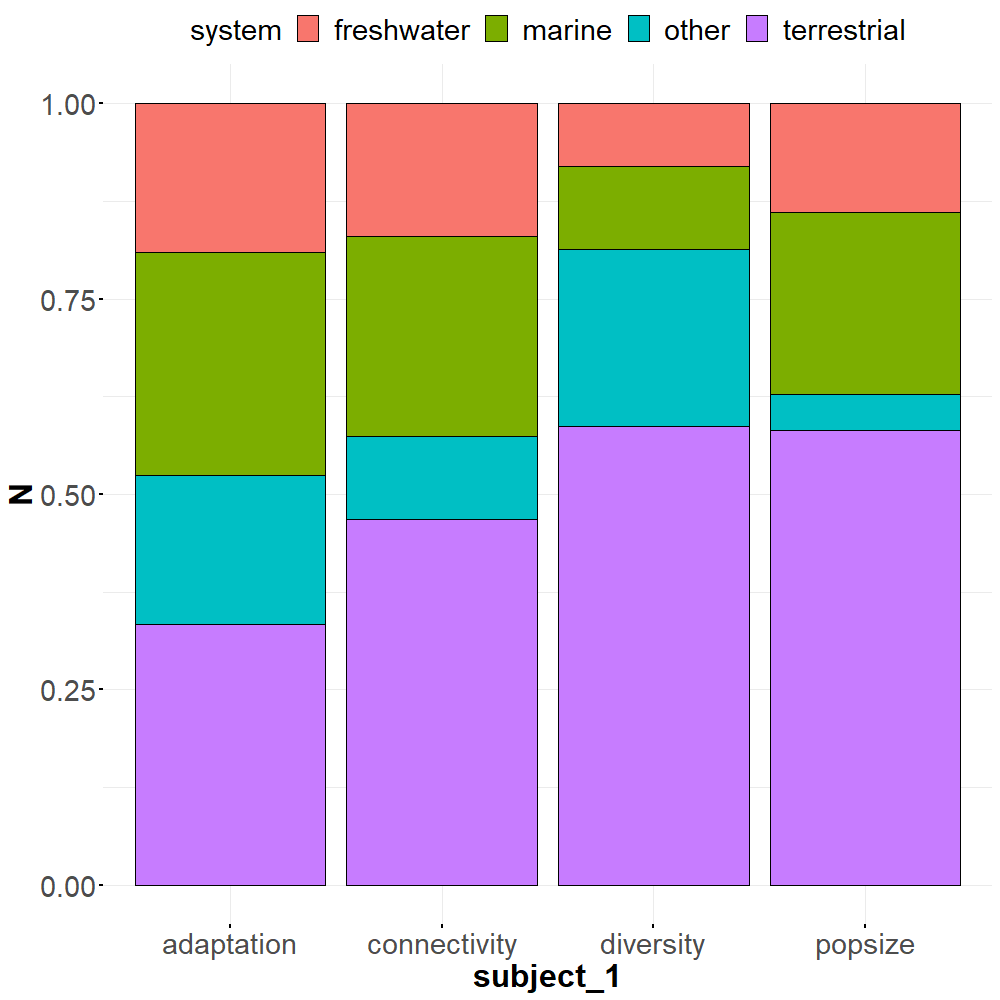 system freshwater marine other terrestrial
1.00
0.75
0.50
0.25
0.00
N
adaptation connectivity diversity popsize
subject_1